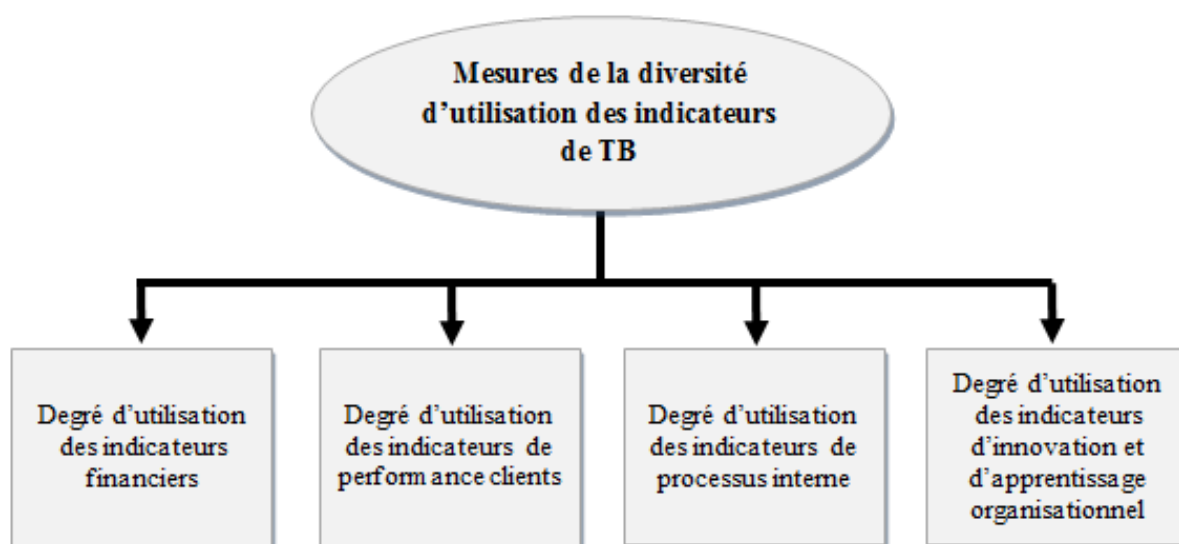 Mesures de la diversité
d'utilisation des indicateurs
de TB
Degré d'utilisation
des indicateurs
financiers
Degré d'utilisation
des indicateurs de
performance clients
Degré d'utilisation
des indicateurs de
processus interne
Degré d'utilisation
des indicateurs
d'innovation et
d'apprentissage
organisationnel